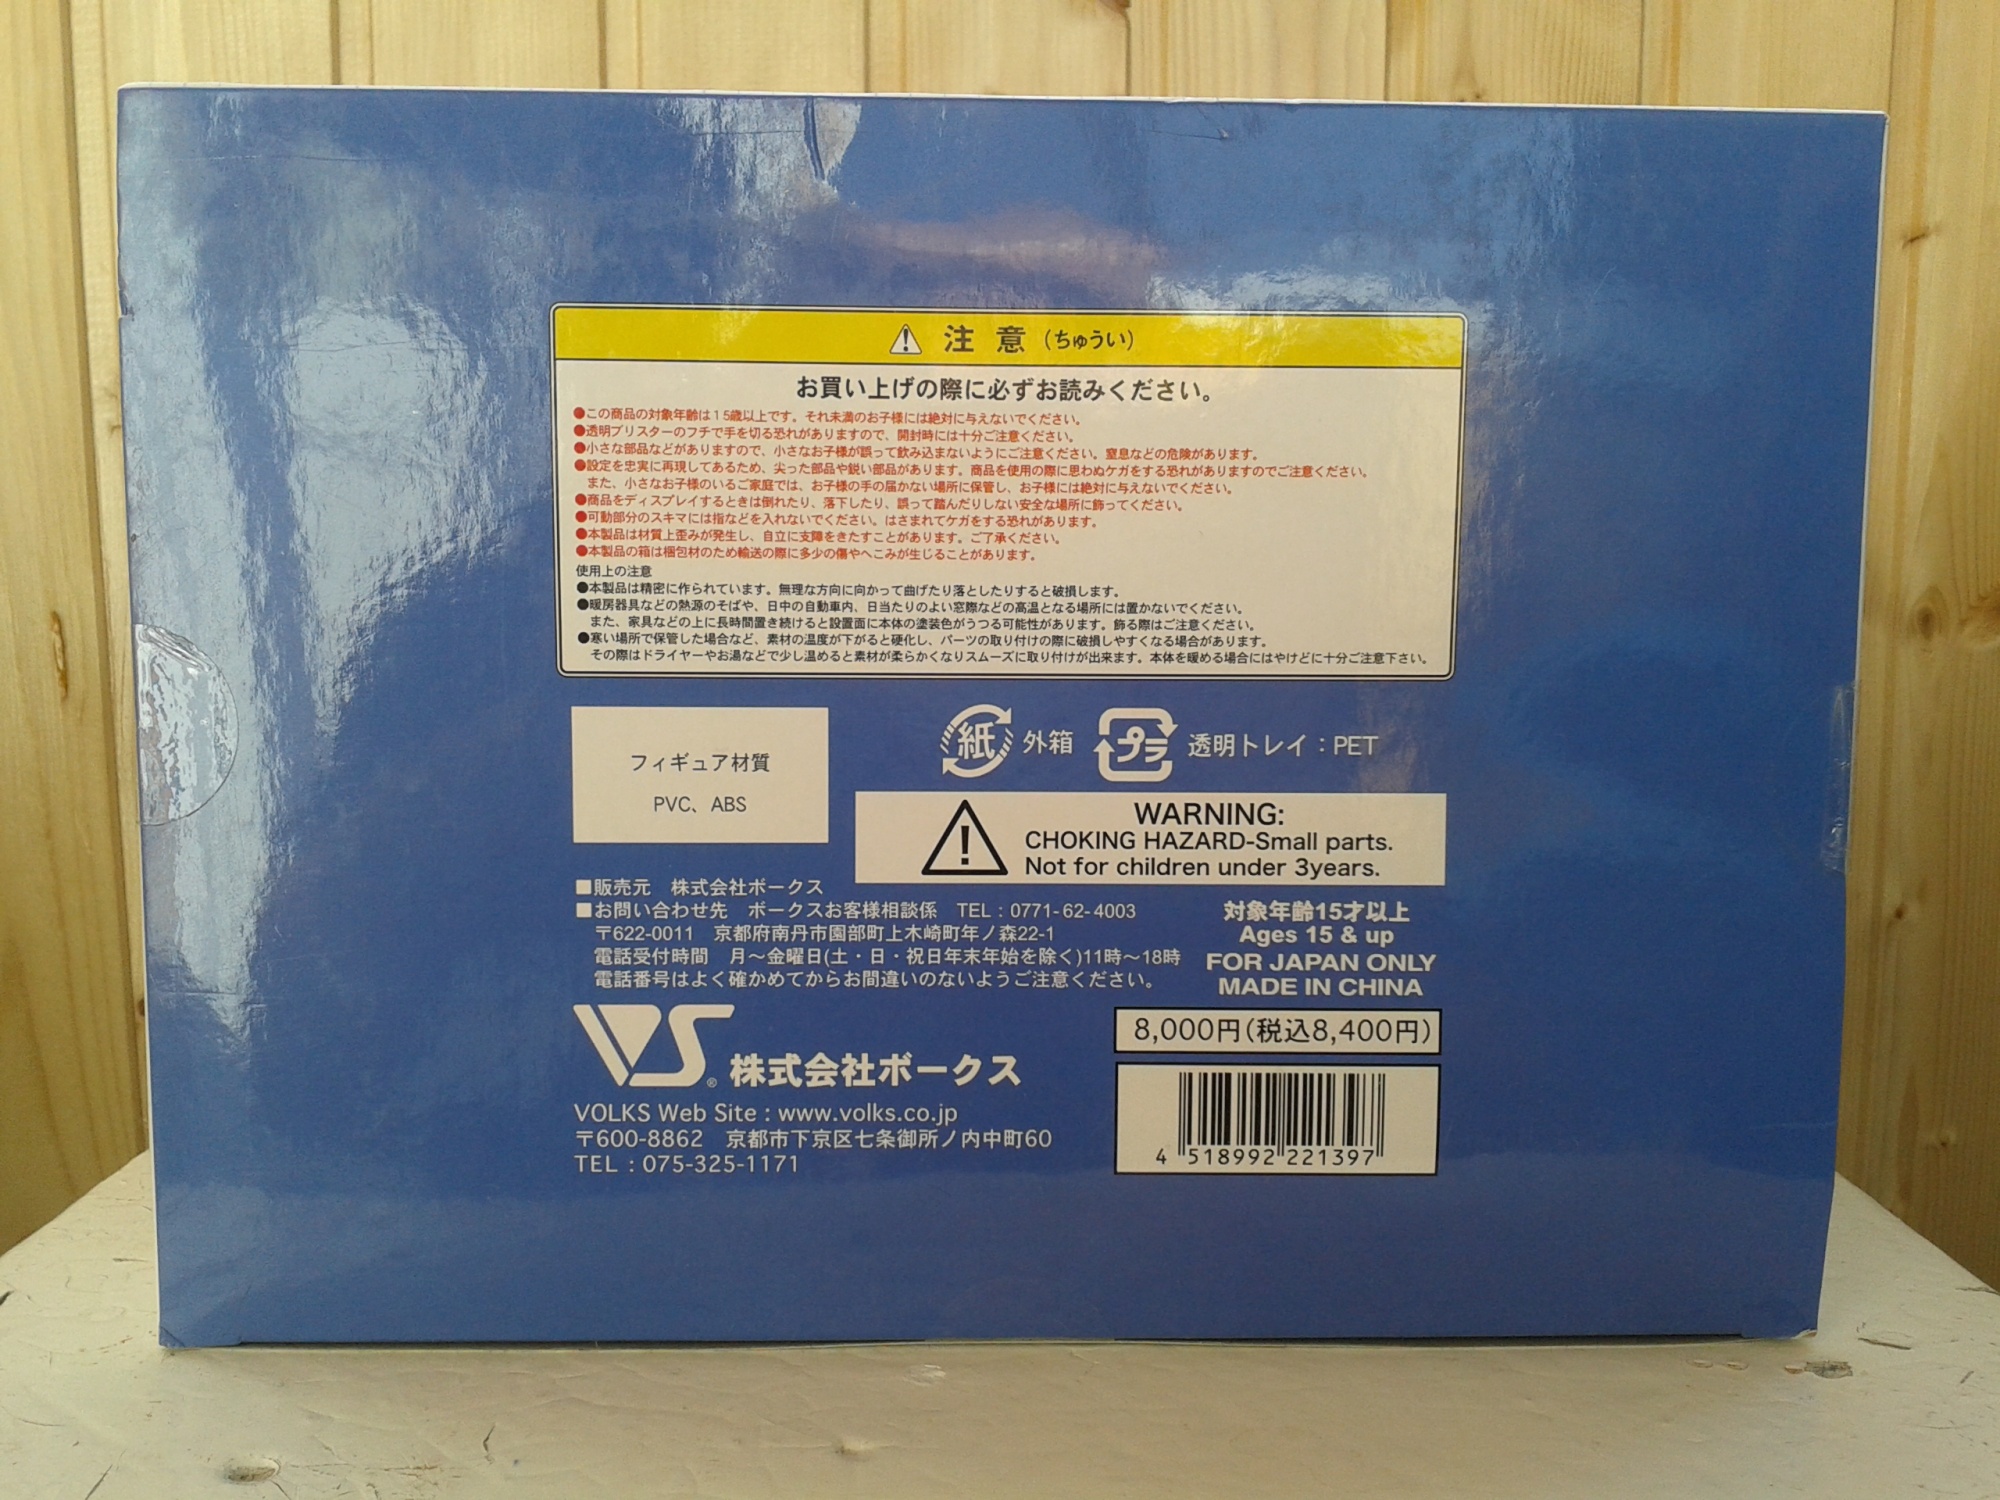 注意(ちゅうい)
お買い上げの際に必ずお読みください。
●この商品の対象年齢は15歳以上です。それ未満のお子様には絶対に与えないでください。
●透明ブリスターのフチで手を切る恐れがありますので、開封時には十分ご注意ください。
●小さな部品などがありますので、小さなお子様が誤って飲み込まないようにご注意ください。窒息などの危険があります。
●設定を忠実に再現してあるため、尖った部品や鋭い部品があります。商品を使用の際に思わぬケガをする恐れがありますのでご注意ください。
また、小さなお子様のいるご家庭では、お子様の手の届かない場所に保管し、お子様には絶対に与えないでください。
●商品をディスプレイするときは倒れたり、落下したり、誤って踏んだりしない安全な場所に飾ってください。
●可動部分のスキマには指などを入れないでください。はさまれてケガをする恐れがあります。
●本製品は材質上歪みが発生し、自立に支障をきたすことがあります。ご了承ください。
●本製品の箱は梱包材のため輸送の際に多少の傷やへこみが生じることがあります。
使用上の注意
●本製品は精密に作られています。無理な方向に向かって曲げたり落としたりすると破損します。
●暖房器具などの熱源のそばや、日中の自動車内、日当たりのよい窓際などの高温となる場所には置かないでください。
また、家具などの上に長時間置き続けると設置面に本体の塗装色がうつる可能性があります。飾る際はご注意ください。
●寒い場所で保管した場合など、素材の温度が下がると硬化し、パーツの取り付けの際に破損しやすくなる場合があります。
その際はドライヤーやお湯などで少し温めると素材が柔らかくなりスムーズに取り付けが出来ます。本体を暖める場合にはやけどに十分ご注意下さい。
フィギュア材質
PVC、ABS
紙 外箱 プラ 透明トレイ：PET
WARNING:
CHOKING HAZARD-Small parts.
Not for children under 3years.
■販売元 株式会社ボークス
■お問い合わせ先 ボークスお客様相談係 TEL：0771-62-4003
〒622-0011 京都府南丹市園部町上木崎町年ノ森22-1
電話受付時間 月～金曜日(土・日・祝日年末年始を除く)11時～18時
電話番号はよく確かめてからお間違いのないようご注意ください。
対象年齢15才以上
Ages 15 & up
FOR JAPAN ONLY
MADE IN CHINA
VS® 株式会社ボークス
VOLKS Web Site：www.volks.co.jp
〒600-8862 京都市下京区七条御所ノ内中町60
TEL：075-325-1171
8,000円(税込8,400円)
4 518992 221397